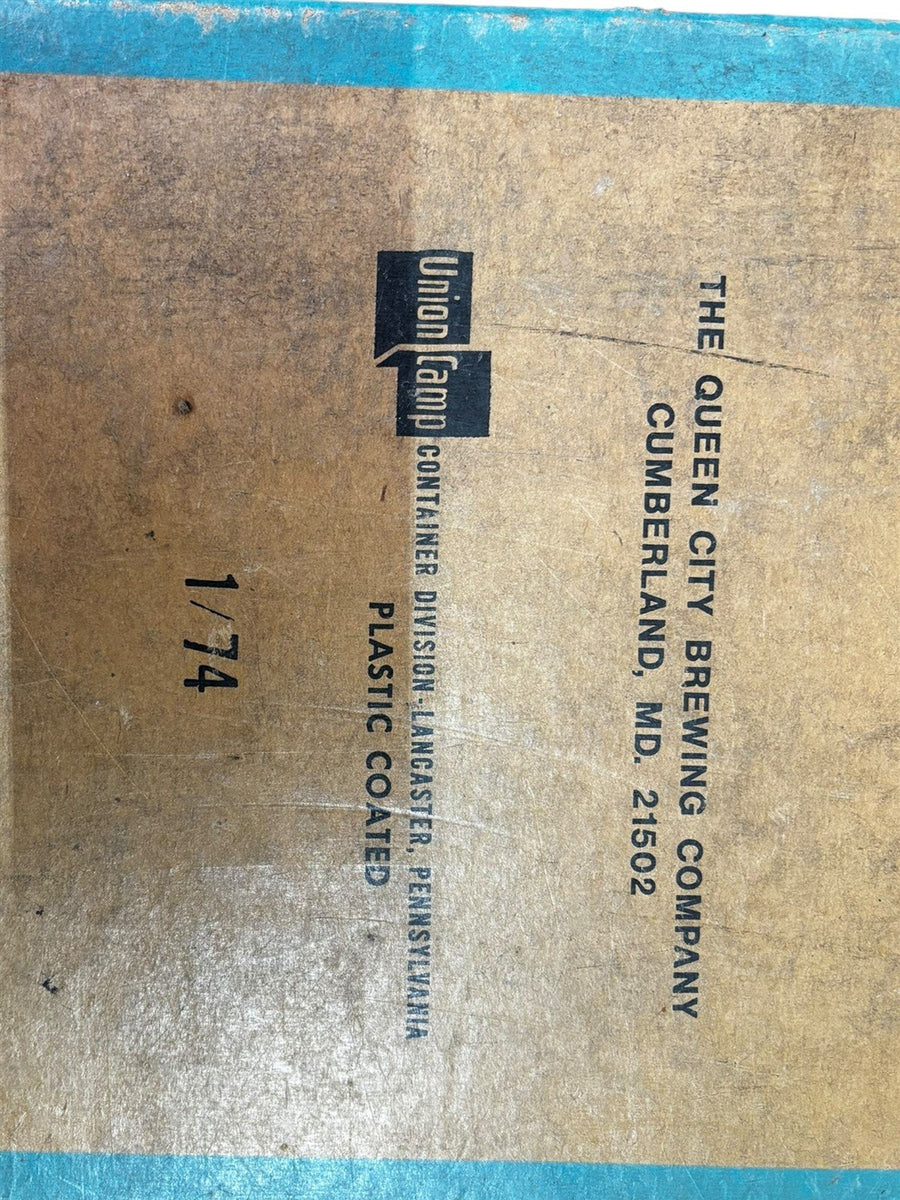 THE QUEEN CITY BREWING COMPANY
CUMBERLAND, MD. 21502
Union Camp CONTAINER DIVISION-LANCASTER, PENNSYLVANIA
PLASTIC COATED
1/74